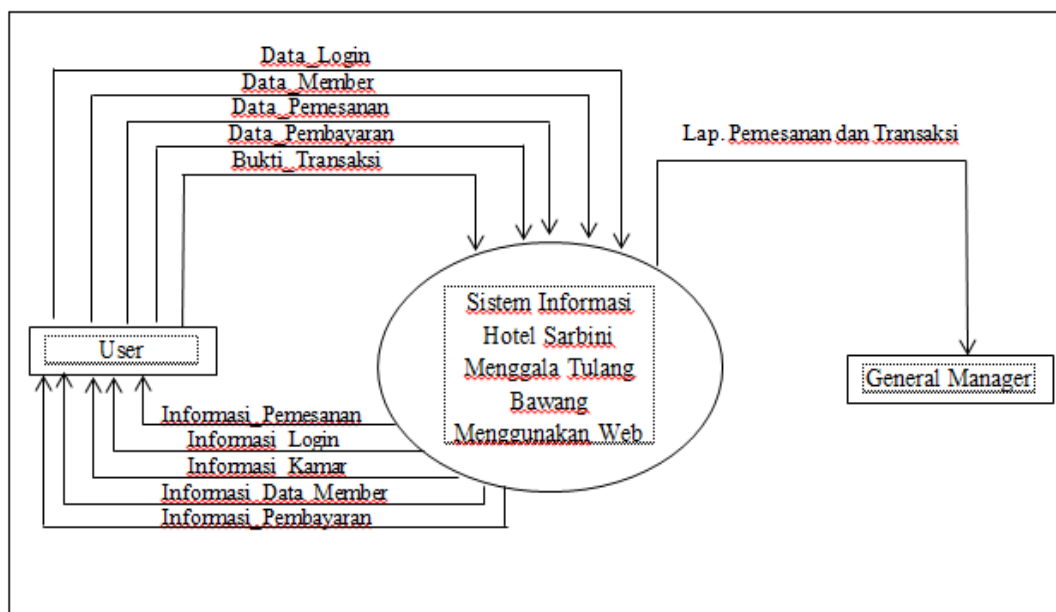 Data_Login
Data_Member
Data_Pemesanan
Data_Pembayaran
Bukti_Transaksi
Lap. Pemesanan dan Transaksi
Sistem Informasi
Hotel Sarbini
Menggala Tulang
Bawang
Menggunakan Web
User
General Manager
Informasi_Pemesanan
Informasi_Login
Informasi_Kamar
Informasi_Data_Member
Informasi_Pembayaran